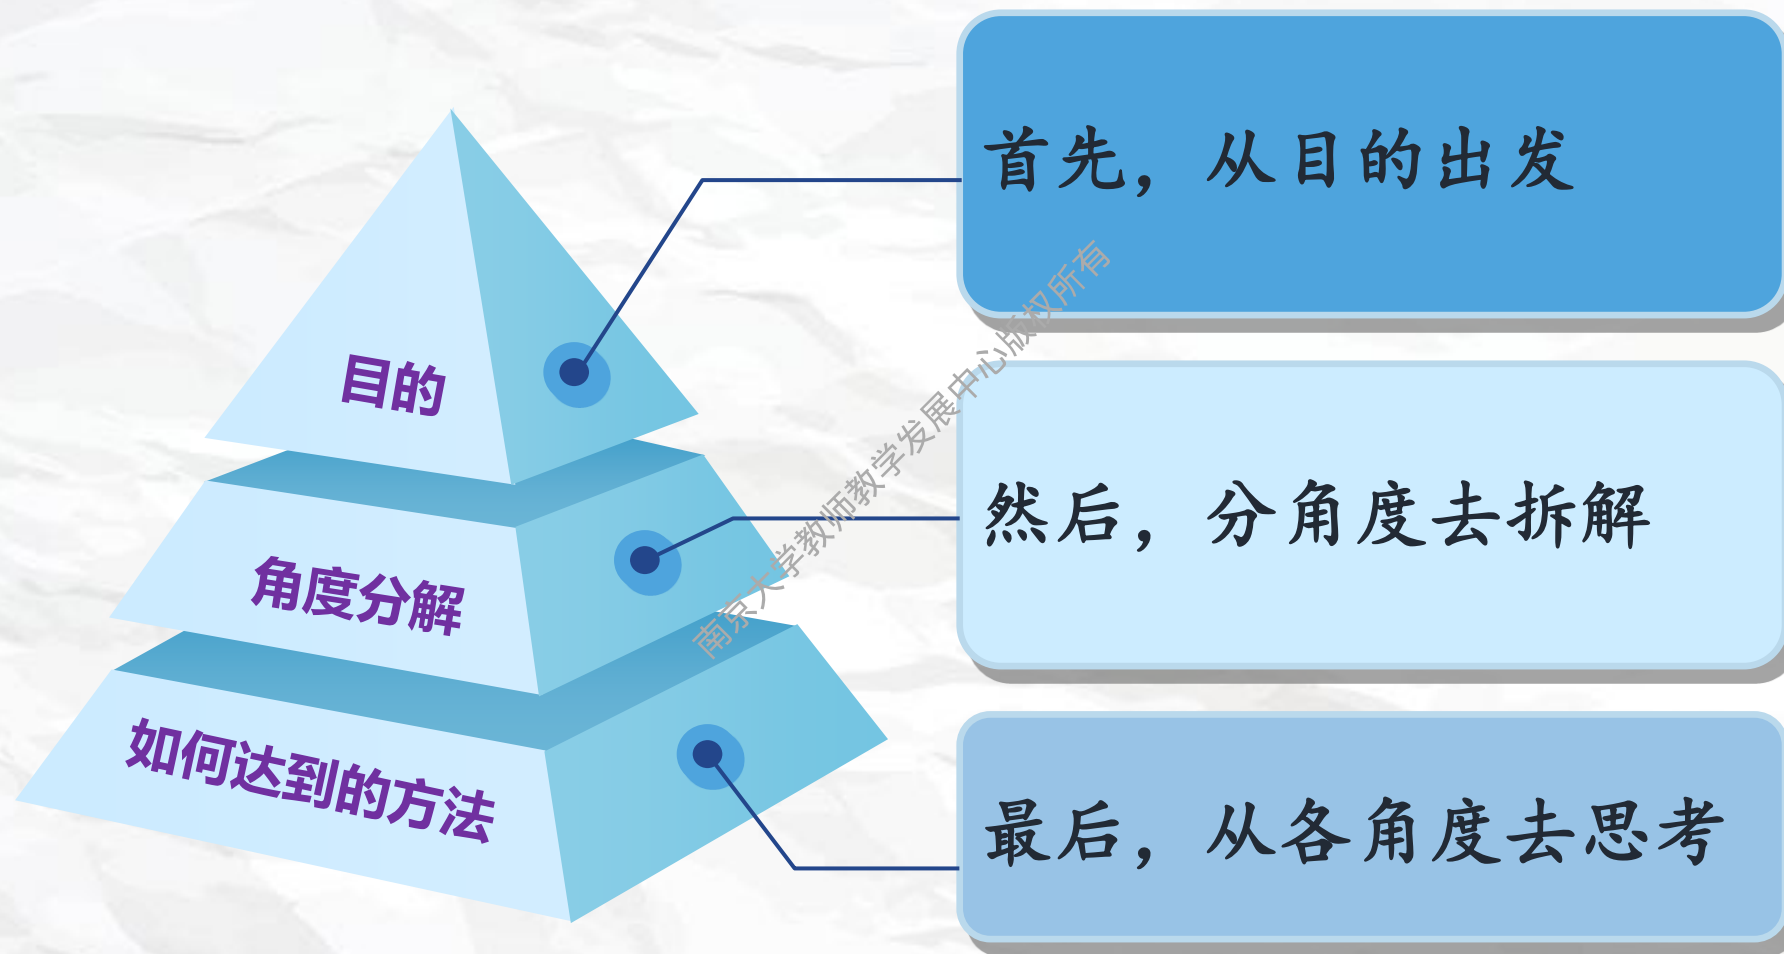 首先，从目的出发
目的
然后，分角度去拆解
角度分解
最后，从各角度去思考
如何达到的方法
南京大学教师教学发展中心版权所有